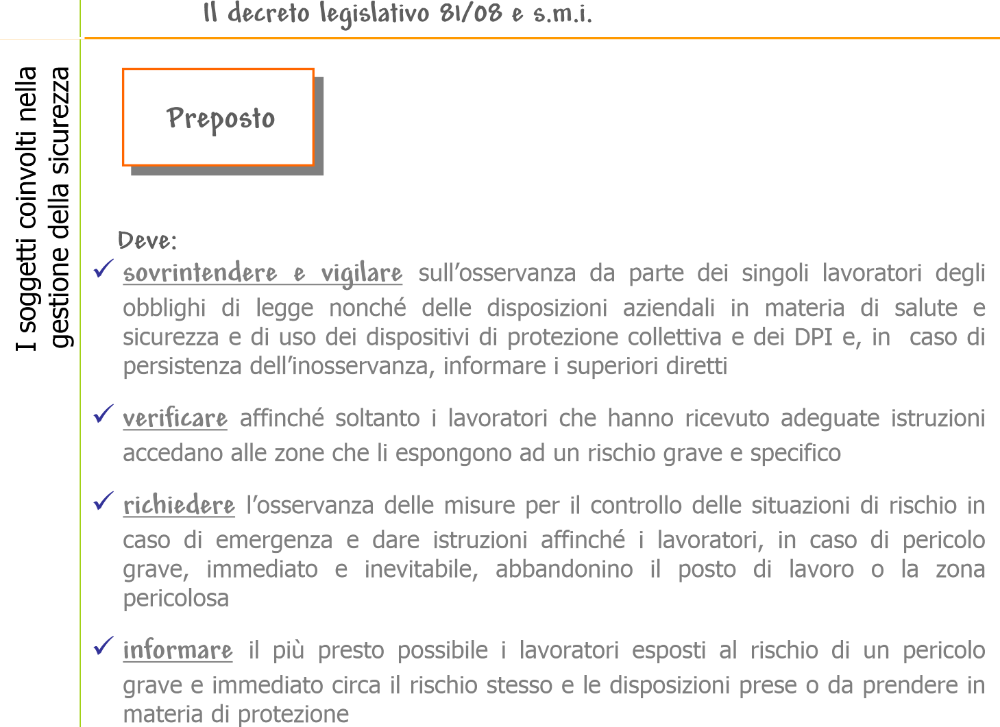 Il decreto legislativo 81/08 e s.m.i.
I soggetti coinvolti nella
gestione della sicurezza
Preposto
Deve:
sovrintendere e vigilare sull’osservanza da parte dei singoli lavoratori degli
obblighi di legge nonché delle disposizioni aziendali in materia di salute e
sicurezza e di uso dei dispositivi di protezione collettiva e dei DPI e, in caso di
persistenza dell’inosservanza, informare i superiori diretti
verificare affinché soltanto i lavoratori che hanno ricevuto adeguate istruzioni
accedano alle zone che li espongono ad un rischio grave e specifico
richiedere l’osservanza delle misure per il controllo delle situazioni di rischio in
caso di emergenza e dare istruzioni affinché i lavoratori, in caso di pericolo
grave, immediato e inevitabile, abbandonino il posto di lavoro o la zona
pericolosa
informare il più presto possibile i lavoratori esposti al rischio di un pericolo
grave e immediato circa il rischio stesso e le disposizioni prese o da prendere in
materia di protezione